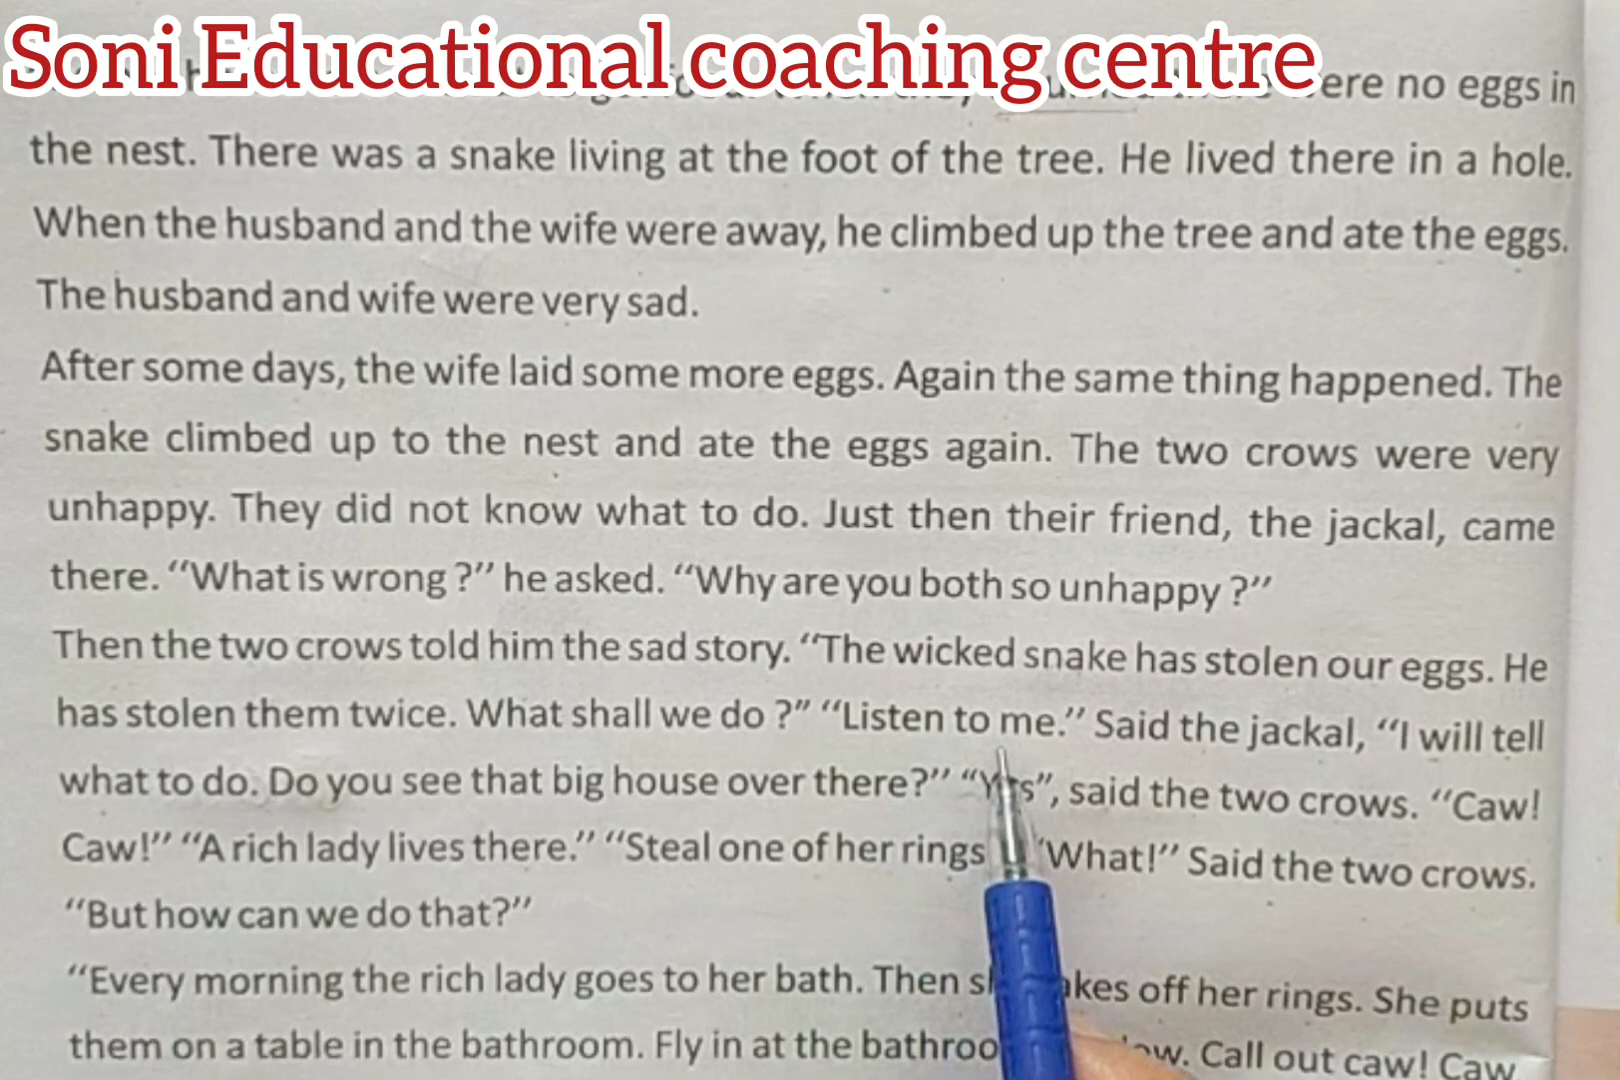 Soni Educational coaching centre
were no eggs in
the nest. There was a snake living at the foot of the tree. He lived there in a hole.
When the husband and the wife were away, he climbed up the tree and ate the eggs.
The husband and wife were very sad.
After some days, the wife laid some more eggs. Again the same thing happened. The
snake climbed up to the nest and ate the eggs again. The two crows were very
unhappy. They did not know what to do. Just then their friend, the jackal, came
there. “What is wrong ?” he asked. “Why are you both so unhappy ?”
Then the two crows told him the sad story. “The wicked snake has stolen our eggs. He
has stolen them twice. What shall we do ?” “Listen to me.” Said the jackal, “I will tell
what to do. Do you see that big house over there?” “Yes”, said the two crows. “Caw!
Caw!” “A rich lady lives there.” “Steal one of her rings “What!” Said the two crows.
“But how can we do that?”
“Every morning the rich lady goes to her bath. Then she takes off her rings. She puts
them on a table in the bathroom. Fly in at the bathroom Call out caw! Caw